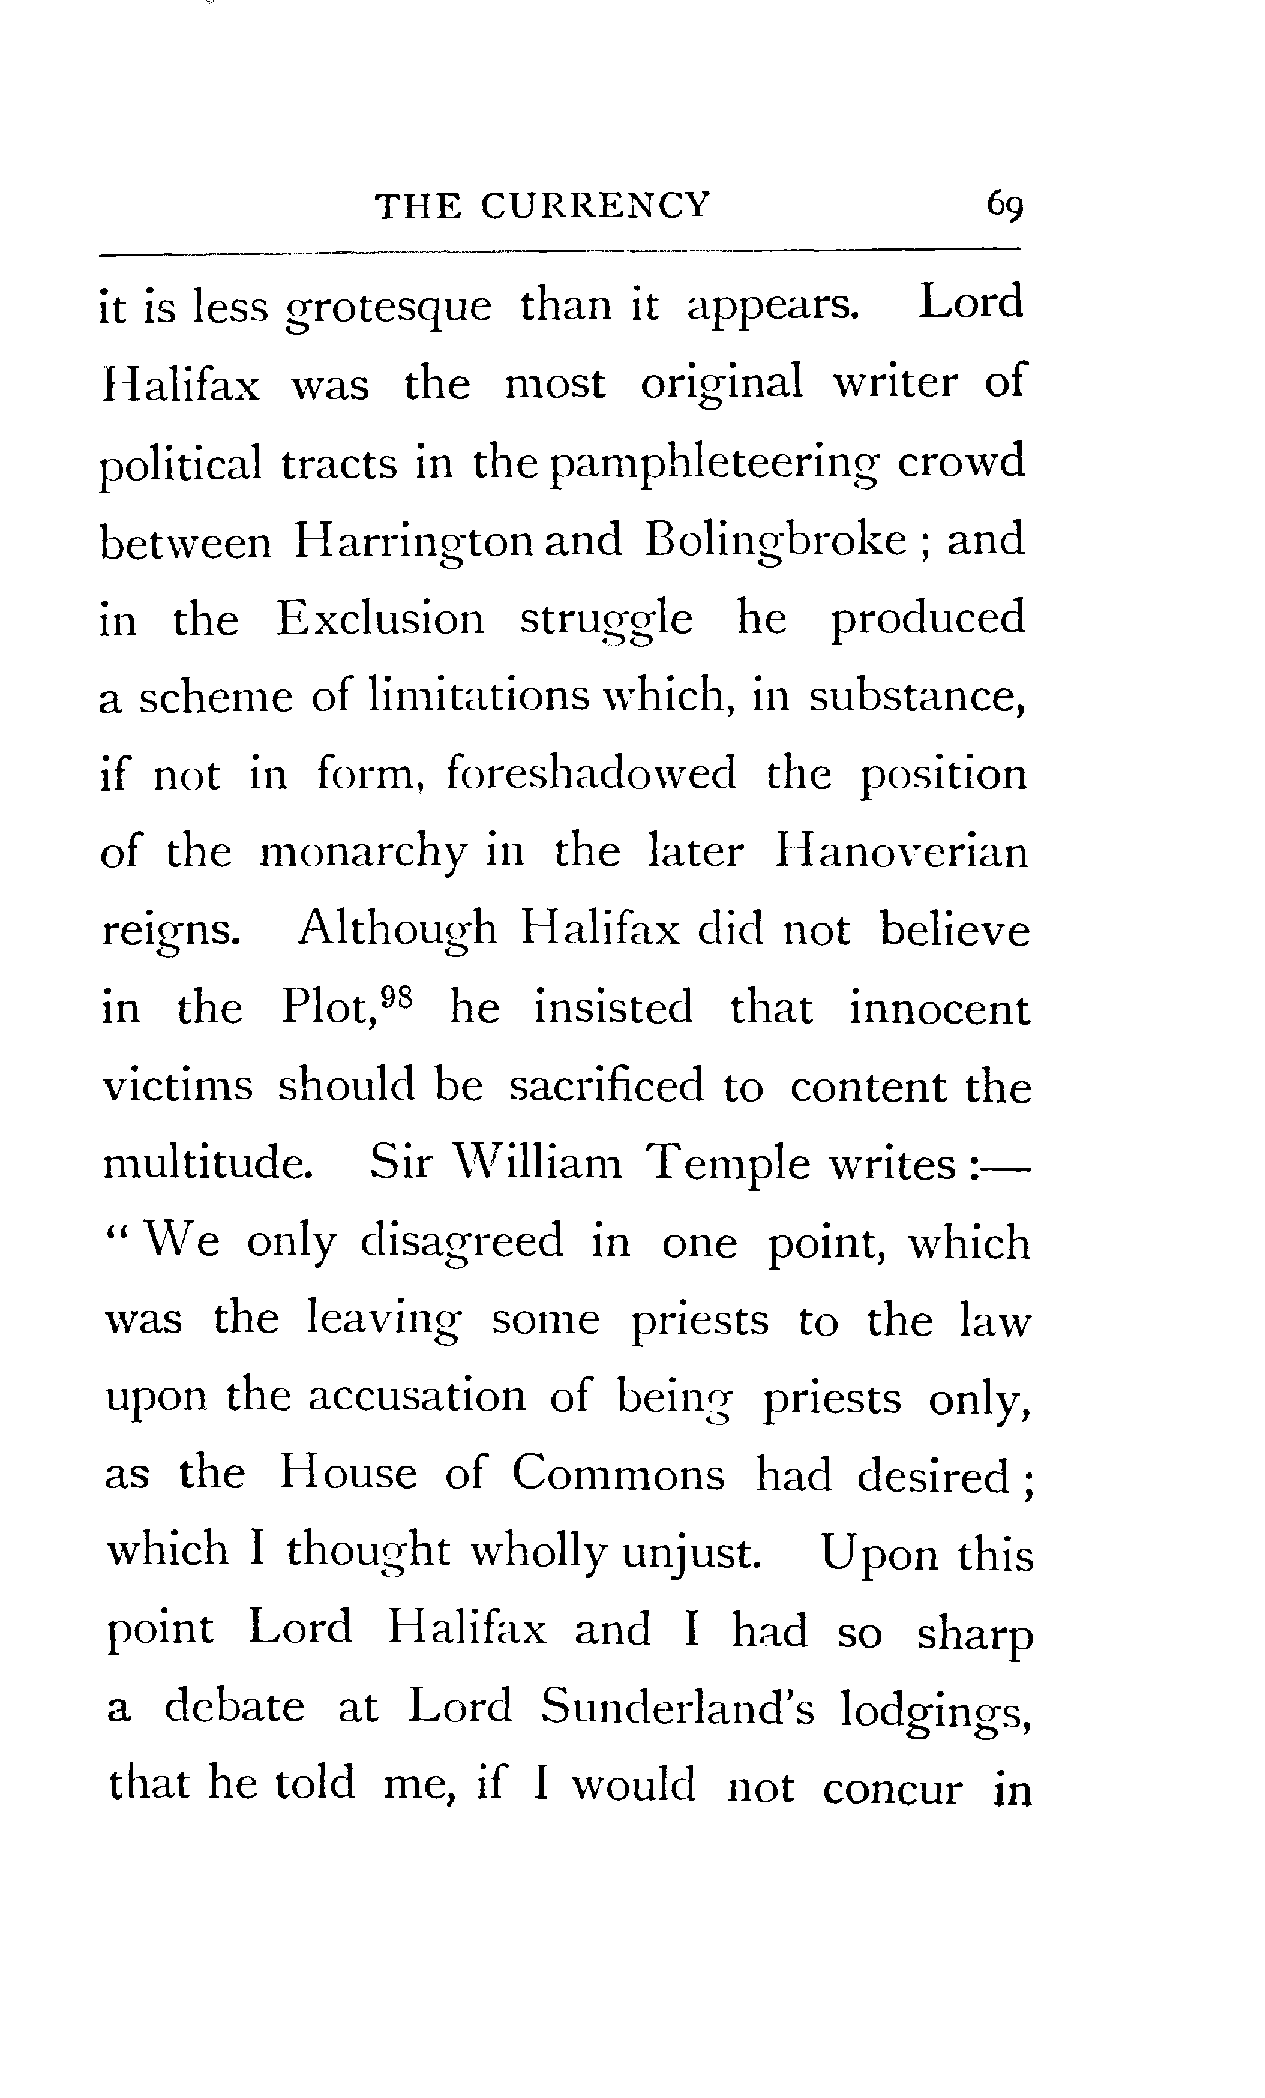 THE CURRENCY 69
it is less grotesque than it appears. Lord
Halifax was the most original writer of
political tracts in the pamphleteering crowd
between Harrington and Bolingbroke ; and
in the Exclusion struggle he produced
a scheme of limitations which, in substance,
if not in form, foreshadowed the position
of the monarchy in the later Hanoverian
reigns. Although Halifax did not believe
in the Plot,⁹⁸ he insisted that innocent
victims should be sacrificed to content the
multitude. Sir William Temple writes :—
“ We only disagreed in one point, which
was the leaving some priests to the law
upon the accusation of being priests only,
as the House of Commons had desired ;
which I thought wholly unjust. Upon this
point Lord Halifax and I had so sharp
a debate at Lord Sunderland's lodgings,
that he told me, if I would not concur in